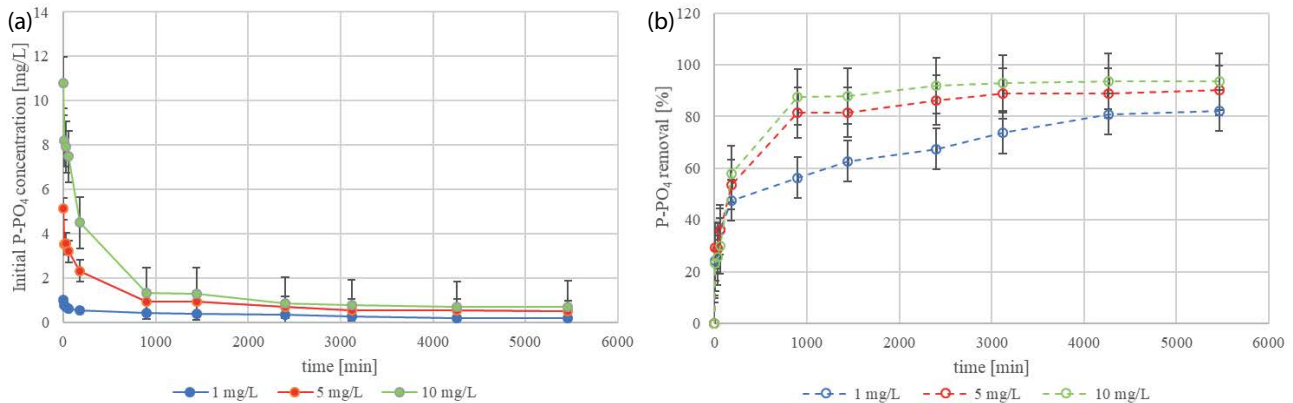 (a)
Initial P-PO4 concentration [mg/L]
14
12
10
8
6
4
2
0
0 1000 2000 3000 4000 5000 6000
time [min]
1 mg/L 5 mg/L 10 mg/L
(b)
P-PO4 removal [%]
120
100
80
60
40
20
0
0 1000 2000 3000 4000 5000 6000
time [min]
1 mg/L 5 mg/L 10 mg/L